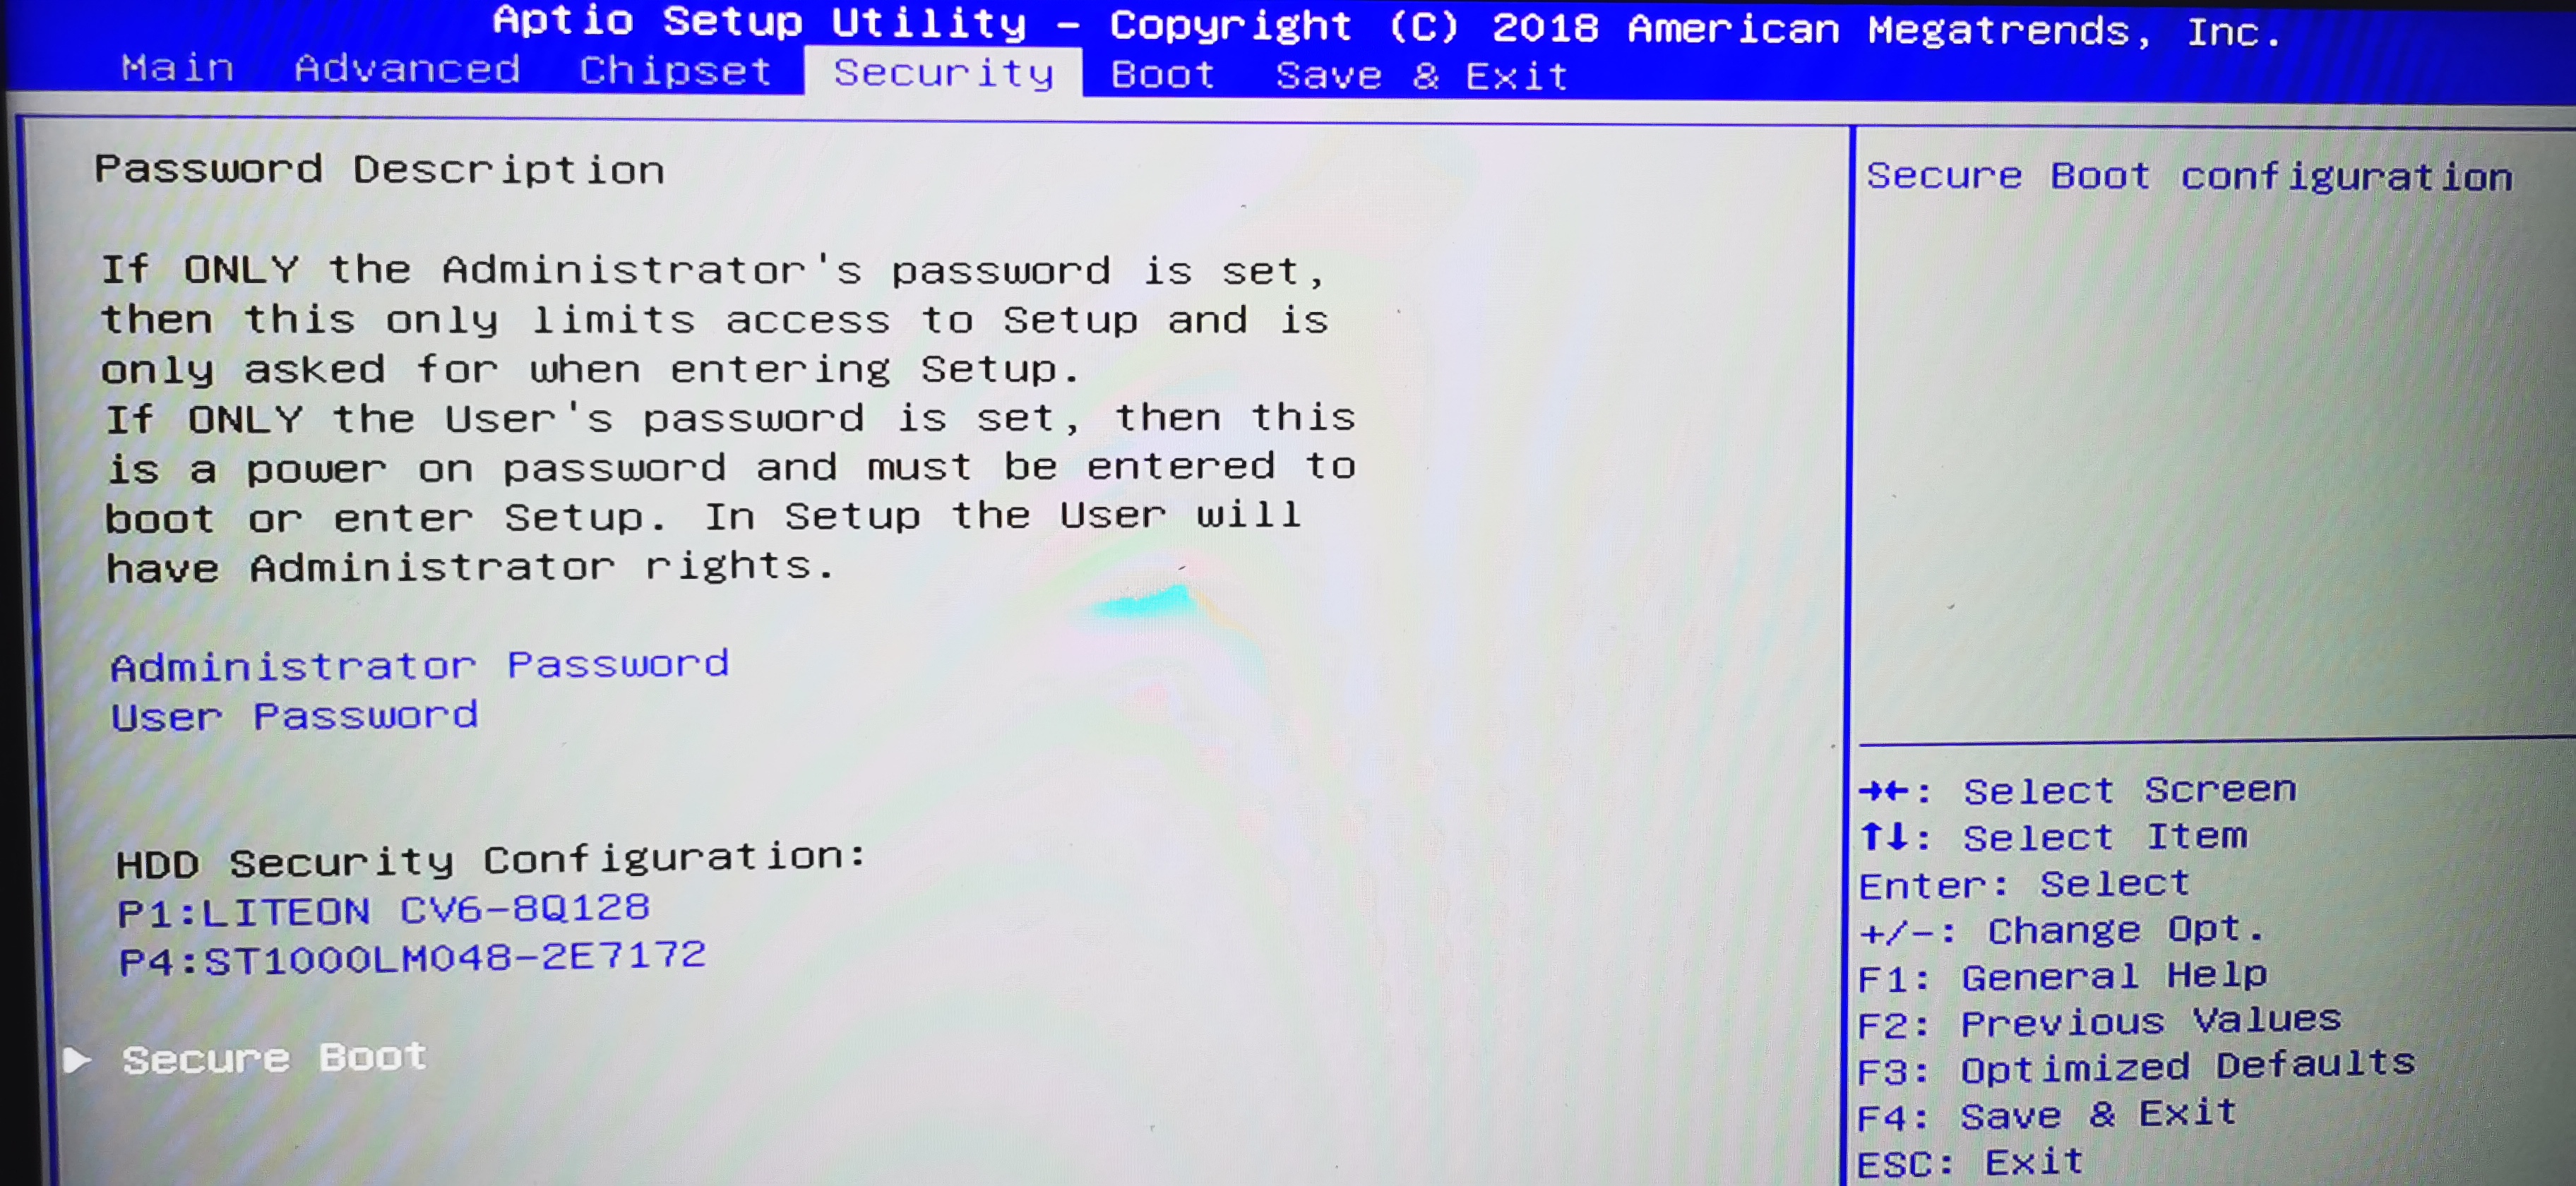 Aptio Setup Utility – Copyright (C) 2018 American Megatrends, Inc.
Main Advanced Chipset Security Boot Save & Exit
Password Description
If ONLY the Administrator's password is set,
then this only limits access to Setup and is
only asked for when entering Setup.
If ONLY the User's password is set, then this
is a power on password and must be entered to
boot or enter Setup. In Setup the User will
have Administrator rights.
Administrator Password
User Password
HDD Security Configuration:
P1:LITEON CV6-8Q128
P4:ST1000LM048-2E7172
► Secure Boot
Secure Boot configuration
→←: Select Screen
↑↓: Select Item
Enter: Select
+/-: Change Opt.
F1: General Help
F2: Previous Values
F3: Optimized Defaults
F4: Save & Exit
ESC: Exit